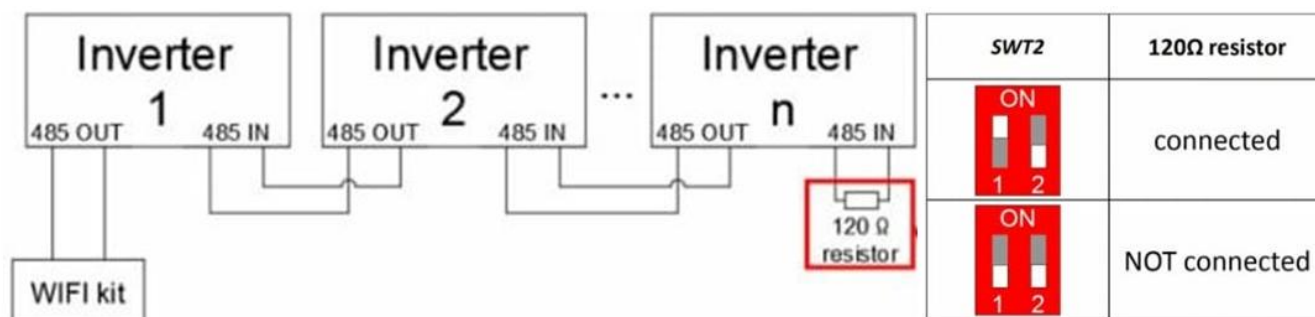 Inverter
1
485 OUT
485 IN
Inverter
2
485 OUT
485 IN
...
Inverter
n
485 OUT
485 IN
120 Ω
resistor
WIFI kit
SWT2
120Ω resistor
ON
1 2
connected
ON
1 2
NOT connected